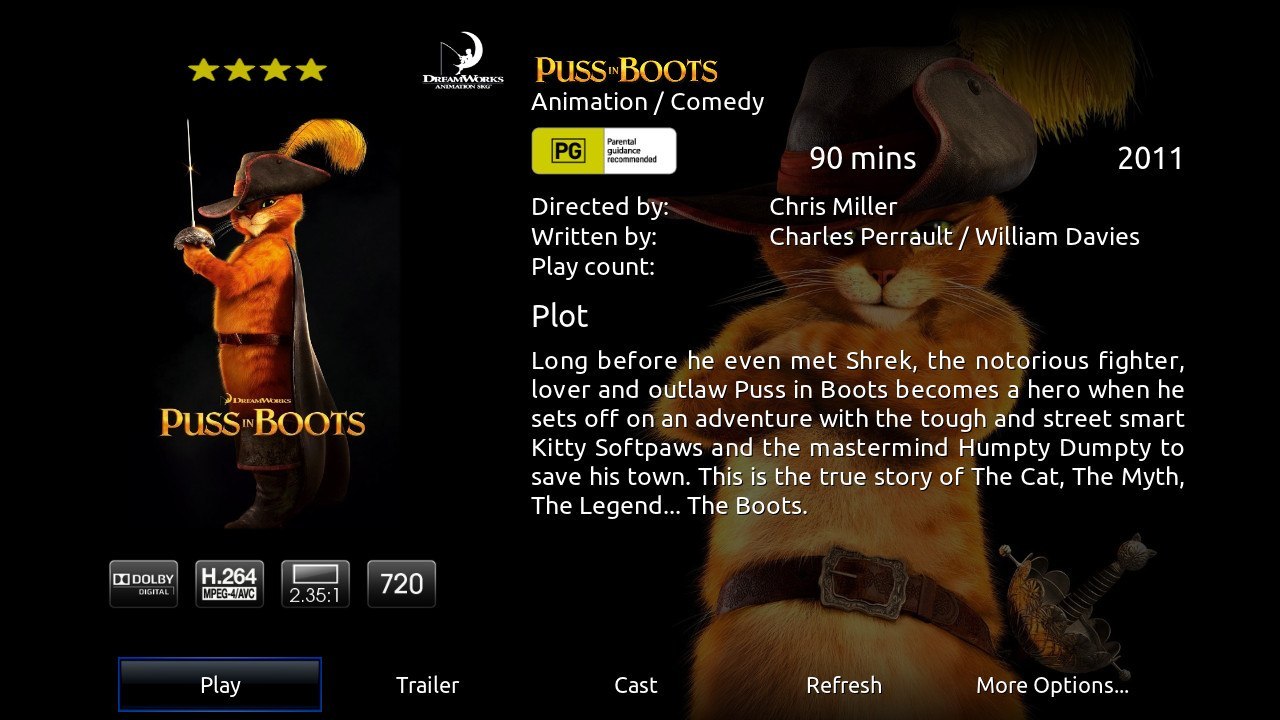 DREAMWORKS
ANIMATION SKG
PUSS IN BOOTS
Animation / Comedy
PG Parental guidance recommended
90 mins
2011
Directed by: Chris Miller
Written by: Charles Perrault / William Davies
Play count:
Plot
Long before he even met Shrek, the notorious fighter,
lover and outlaw Puss in Boots becomes a hero when he
sets off on an adventure with the tough and street smart
Kitty Softpaws and the mastermind Humpty Dumpty to
save his town. This is the true story of The Cat, The Myth,
The Legend... The Boots.
DREAMWORKS
PUSS IN BOOTS
DOLBY
DIGITAL
H.264
MPEG-4/AVC
2.35:1
720
Play
Trailer
Cast
Refresh
More Options...